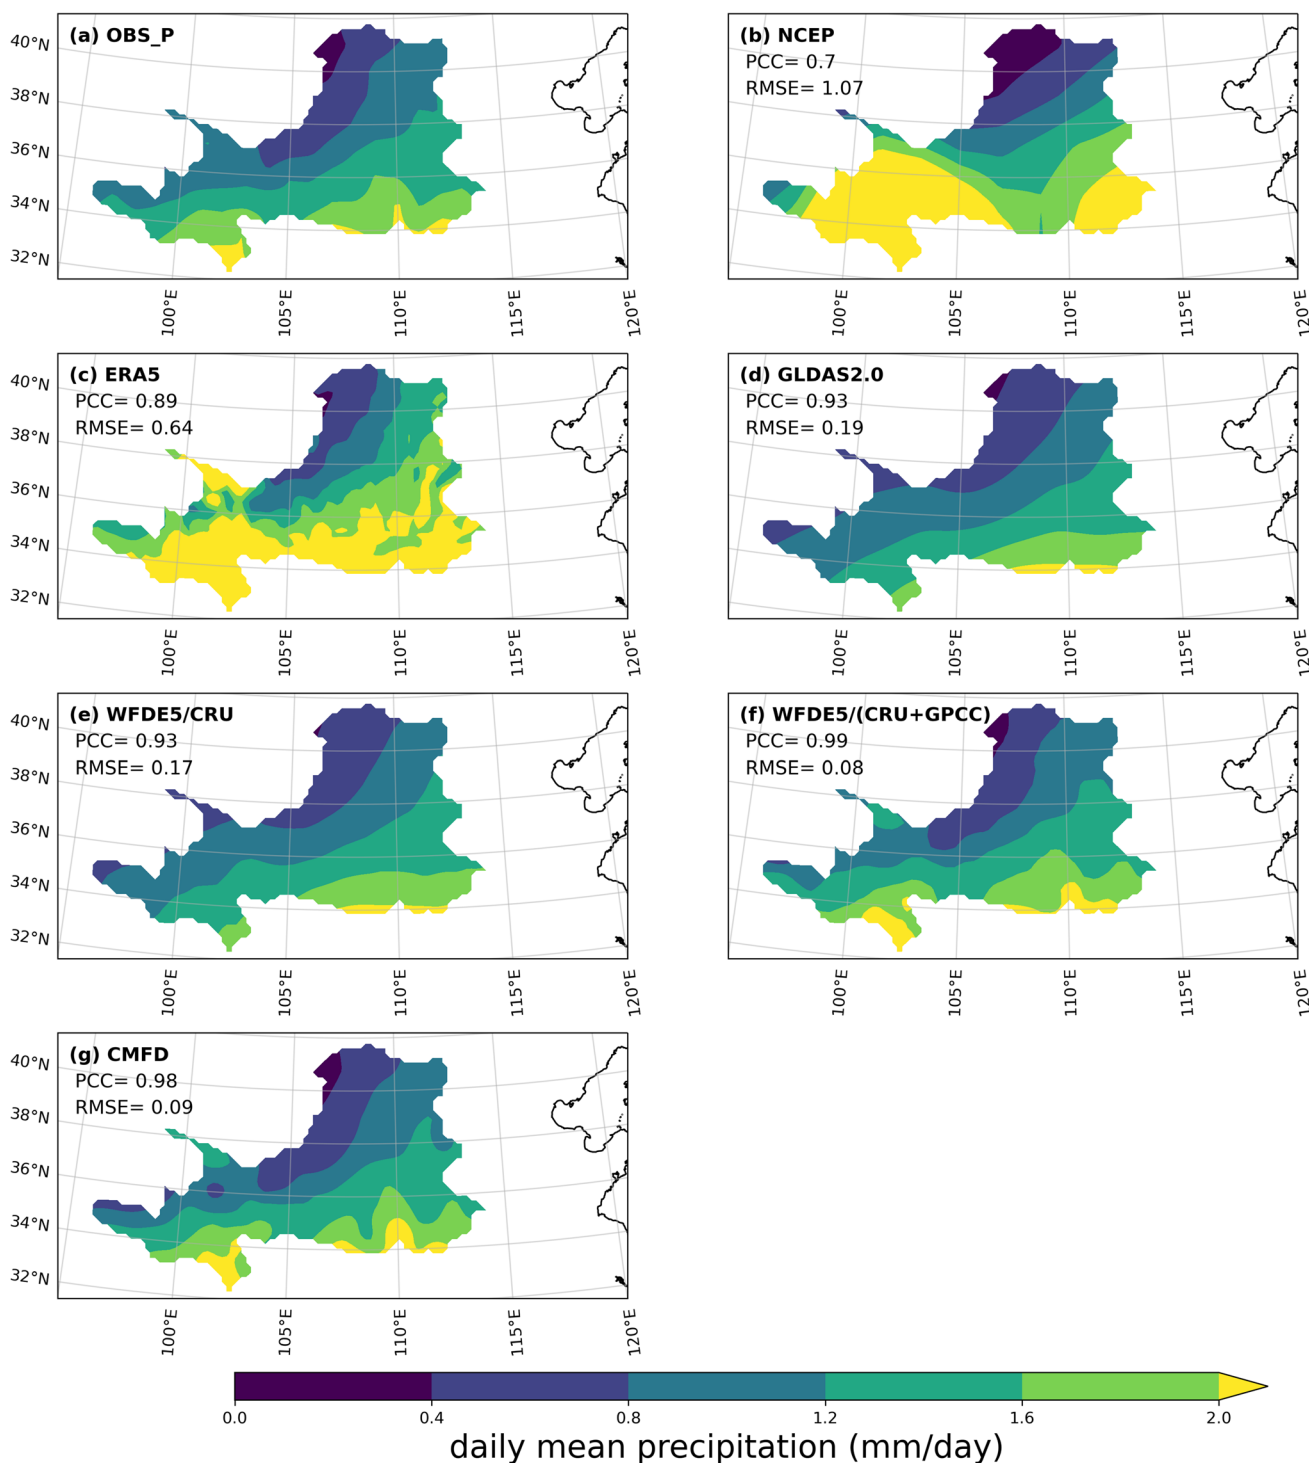 (a) OBS_P
40°N
38°N
36°N
34°N
32°N
100°E
105°E
110°E
115°E
120°E
(b) NCEP
PCC= 0.7
RMSE= 1.07
100°E
105°E
110°E
115°E
120°E
(c) ERA5
PCC= 0.89
RMSE= 0.64
40°N
38°N
36°N
34°N
32°N
100°E
105°E
110°E
115°E
120°E
(d) GLDAS2.0
PCC= 0.93
RMSE= 0.19
100°E
105°E
110°E
115°E
120°E
(e) WFDE5/CRU
PCC= 0.93
RMSE= 0.17
40°N
38°N
36°N
34°N
32°N
100°E
105°E
110°E
115°E
120°E
(f) WFDE5/(CRU+GPCC)
PCC= 0.99
RMSE= 0.08
100°E
105°E
110°E
115°E
120°E
(g) CMFD
PCC= 0.98
RMSE= 0.09
40°N
38°N
36°N
34°N
32°N
100°E
105°E
110°E
115°E
120°E
0.0 0.4 0.8 1.2 1.6 2.0
daily mean precipitation (mm/day)